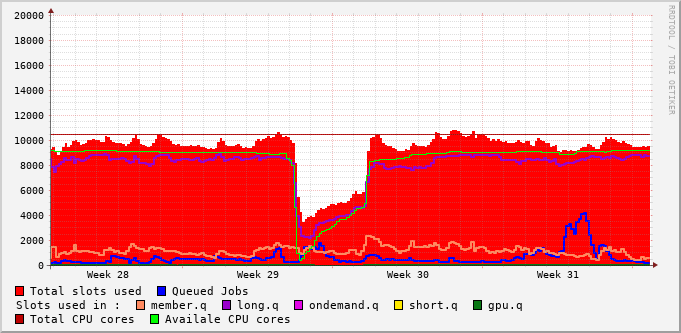 20000
18000
16000
14000
12000
10000
8000
6000
4000
2000
0
Week 28 Week 29 Week 30 Week 31
Total slots used Queued Jobs
Slots used in : member.q long.q ondemand.q short.q gpu.q
Total CPU cores Availale CPU cores
RRDTOOL / TOBI OETIKER